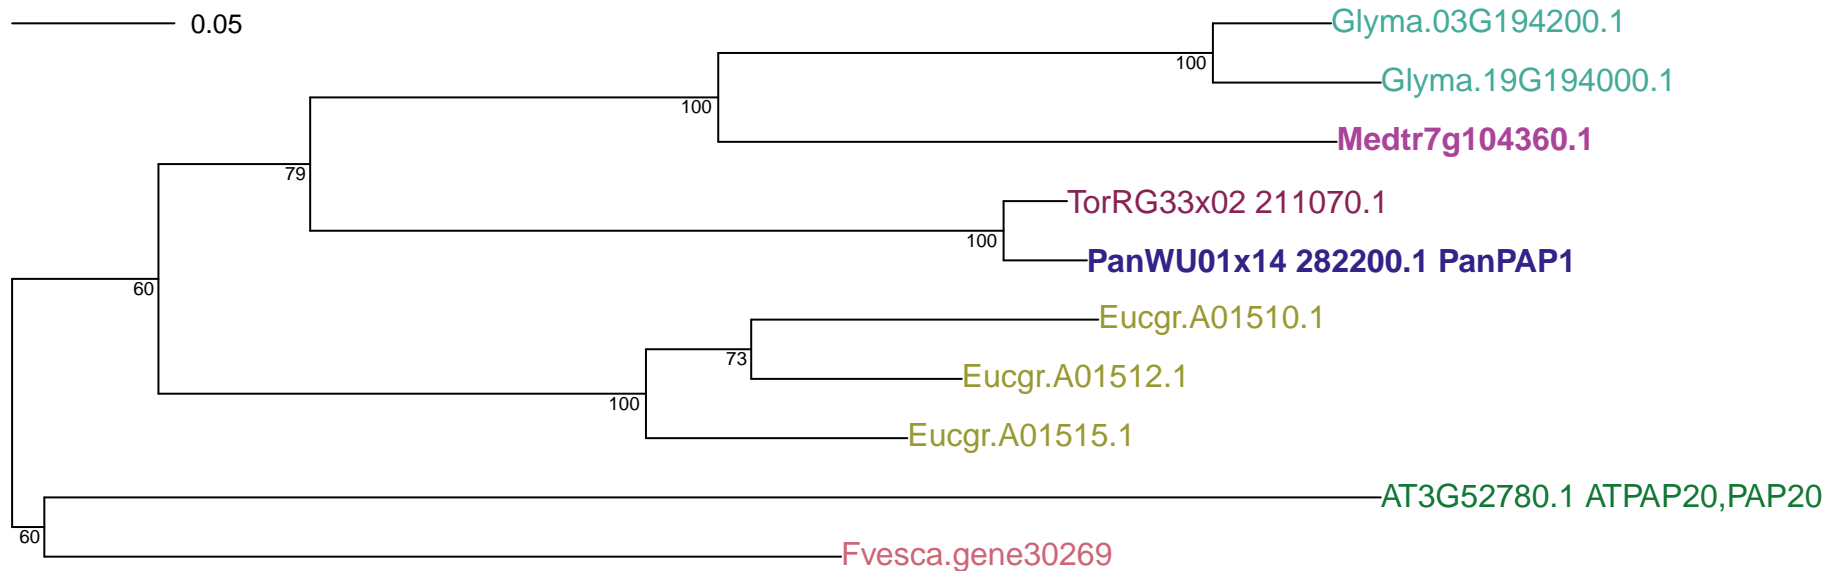 0.05
Glyma.03G194200.1
100
Glyma.19G194000.1
100
Medtr7g104360.1
79
TorRG33x02 211070.1
100
PanWU01x14 282200.1 PanPAP1
60
Eucgr.A01510.1
73
Eucgr.A01512.1
100
Eucgr.A01515.1
AT3G52780.1 ATPAP20,PAP20
60
Fvesca.gene30269